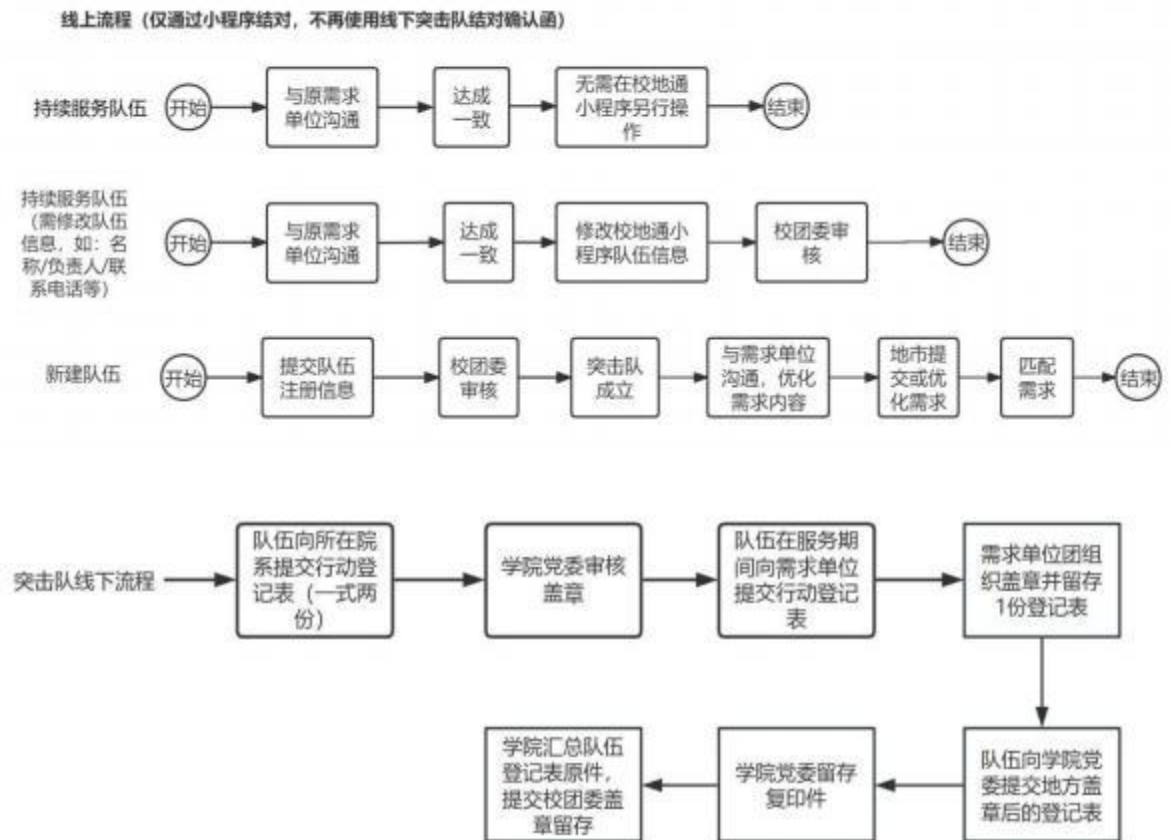 线上流程（仅通过小程序结对，不再使用线下突击队结对确认函）
持续服务队伍
开始
与原需求
单位沟通
达成
一致
无需在校地通
小程序另行操
作
结束
持续服务队伍
（需修改队伍
信息，如：名
称/负责人/联
系电话等）
开始
与原需求
单位沟通
达成
一致
修改校地通小
程序队伍信息
校团委审
核
结束
新建队伍
开始
提交队伍
注册信息
校团委
审核
突击队
成立
与需求单位
沟通，优化
需求内容
地市提
交或优
化需求
匹配
需求
结束
突击队线下流程
队伍向所在院
系提交行动登
记表（一式两
份）
学院党委审核
盖章
队伍在服务期
间向需求单位
提交行动登记
表
需求单位团组
织盖章并留存
1份登记表
队伍向学院党
委提交地方盖
章后的登记表
学院党委留存
复印件
学院汇总队伍
登记表原件，
提交校团委盖
章留存